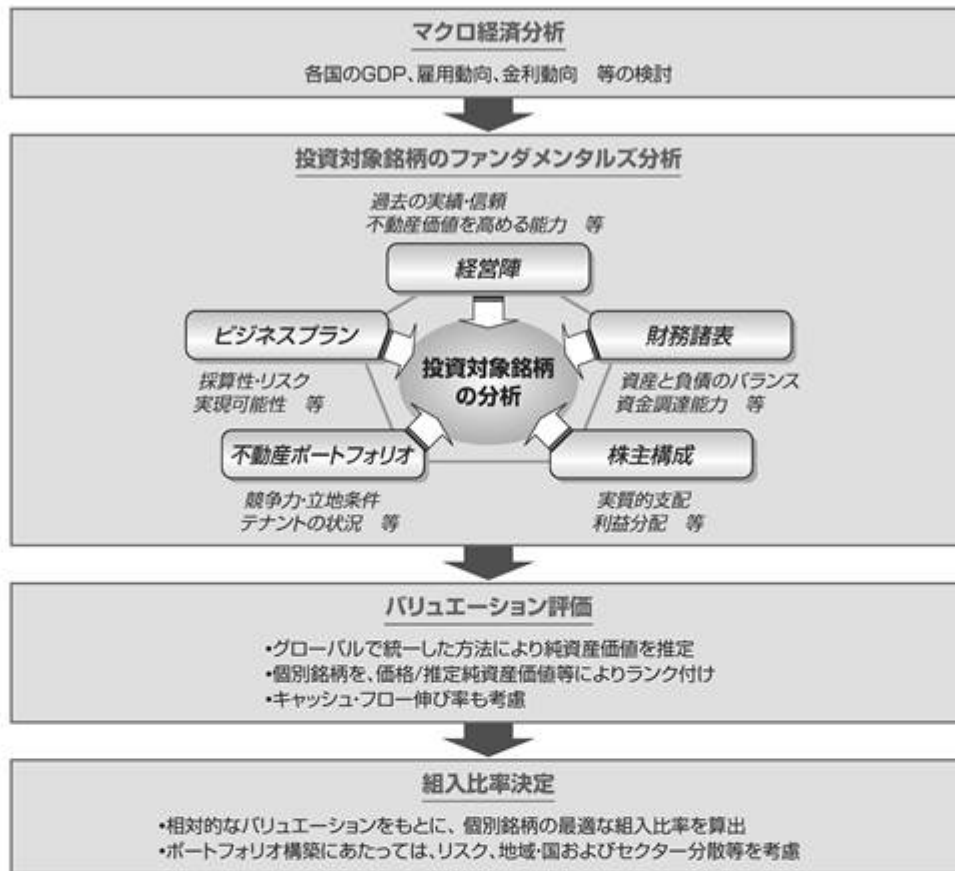 マクロ経済分析
各国のGDP、雇用動向、金利動向　等の検討
投資対象銘柄のファンダメンタルズ分析
過去の実績・信頼
不動産価値を高める能力　等
経営陣
ビジネスプラン
採算性・リスク
実現可能性　等
財務諸表
資産と負債のバランス
資金調達能力　等
投資対象銘柄
の分析
不動産ポートフォリオ
競争力・立地条件
テナントの状況　等
株主構成
実質的支配
利益分配　等
バリュエーション評価
•グローバルで統一した方法により純資産価値を推定
•個別銘柄を、価格/推定純資産価値等によりランク付け
•キャッシュ・フロー伸び率も考慮
組入比率決定
•相対的なバリュエーションをもとに、個別銘柄の最適な組入比率を算出
•ポートフォリオ構築にあたっては、リスク、地域・国およびセクター分散等を考慮